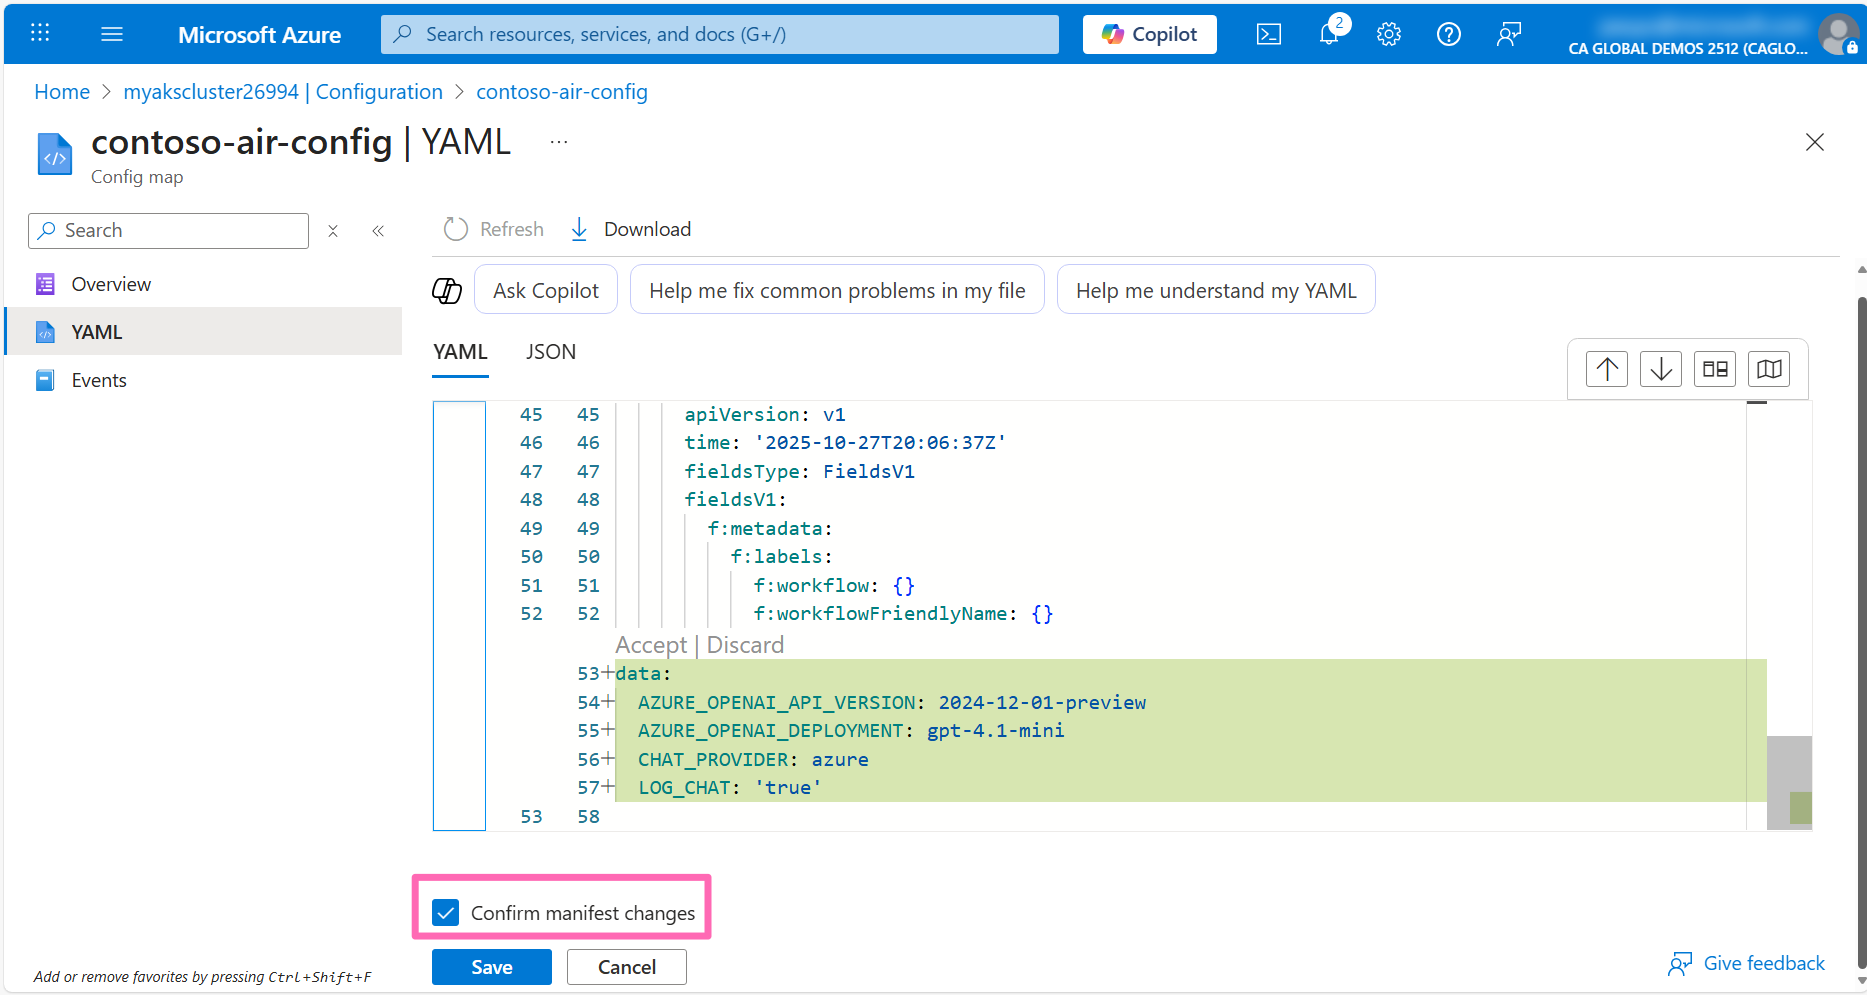 Microsoft Azure
Search resources, services, and docs (G+/)
Copilot
2
CA GLOBAL DEMOS 2512 (CAGLO...
Home > myakscluster26994 | Configuration > contoso-air-config
contoso-air-config | YAML ...
Config map
Search
Refresh
Download
Overview
YAML
Events
Ask Copilot
Help me fix common problems in my file
Help me understand my YAML
YAML
JSON
45 45 apiVersion: v1
46 46 time: '2025-10-27T20:06:37Z'
47 47 fieldsType: FieldsV1
48 48 fieldsV1:
49 49 f:metadata:
50 50 f:labels:
51 51 f:workflow: {}
52 52 f:workflowFriendlyName: {}
Accept | Discard
53+data:
54+ AZURE_OPENAI_API_VERSION: 2024-12-01-preview
55+ AZURE_OPENAI_DEPLOYMENT: gpt-4.1-mini
56+ CHAT_PROVIDER: azure
57+ LOG_CHAT: 'true'
53 58
Confirm manifest changes
Save
Cancel
Give feedback
Add or remove favorites by pressing Ctrl+Shift+F